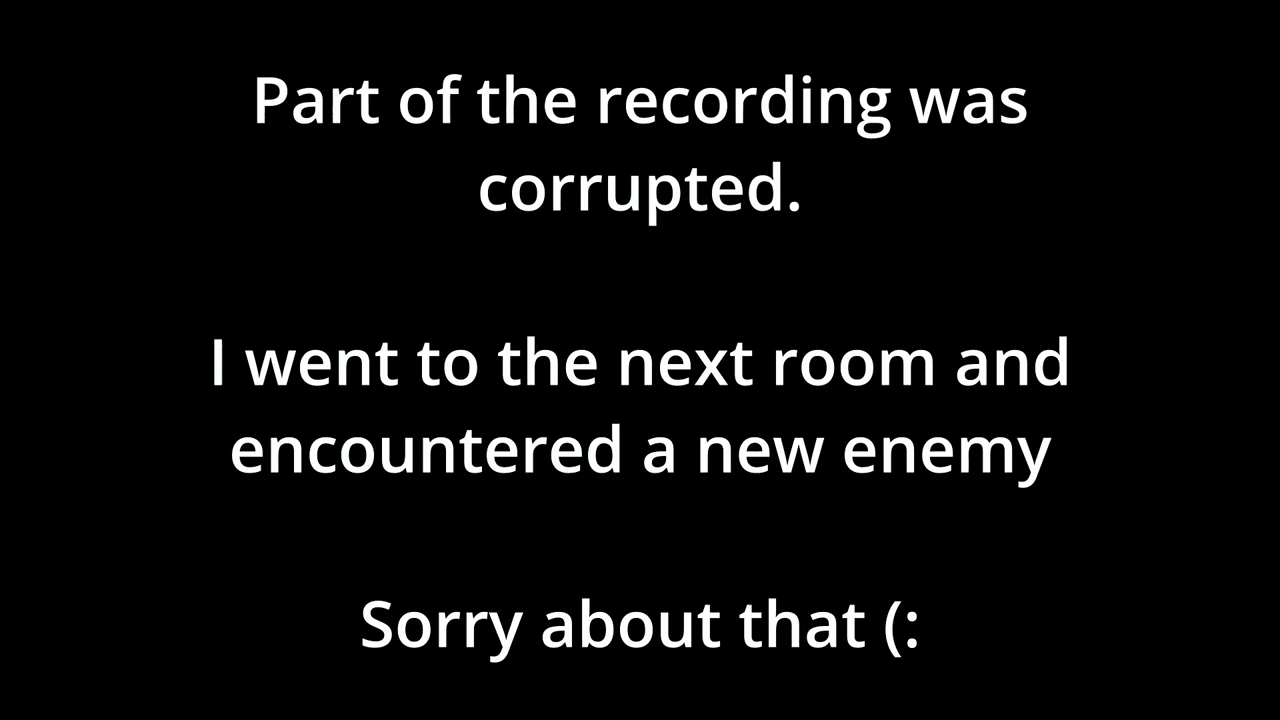 Part of the recording was
corrupted.
I went to the next room and
encountered a new enemy
Sorry about that (: